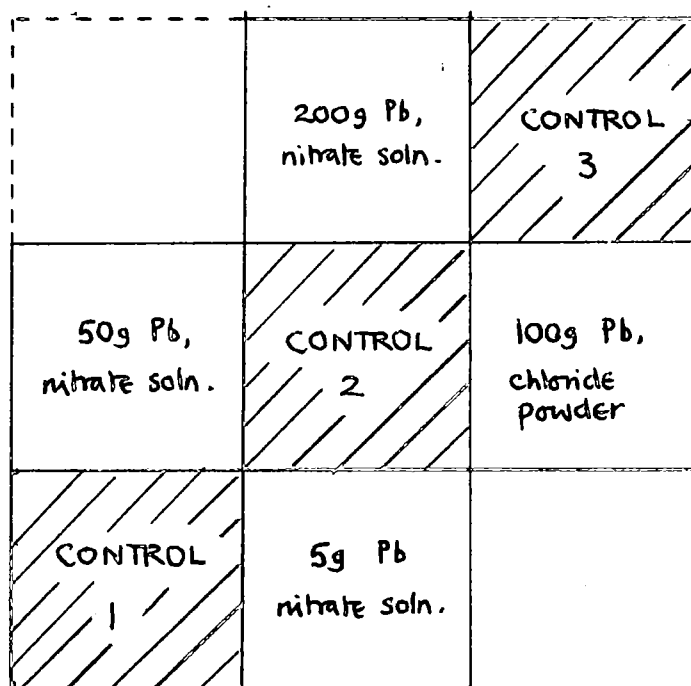 200g Pb,
nitrate soln.
CONTROL
3
50g Pb,
nitrate soln.
CONTROL
2
100g Pb,
chloride
powder
CONTROL
1
5g Pb
nitrate soln.